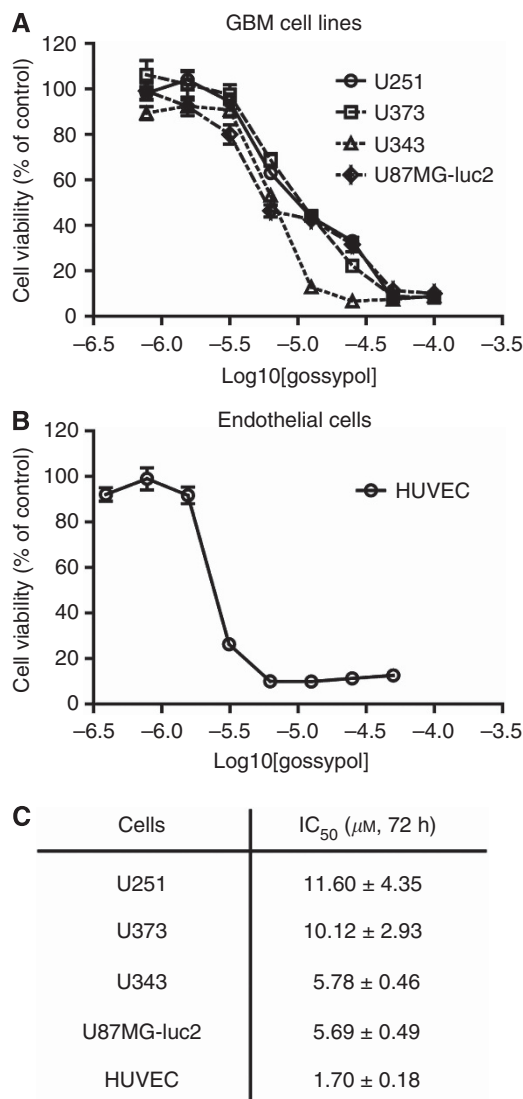 A
GBM cell lines
Cell viability (% of control)
120
100
80
60
40
20
0
U251
U373
U343
U87MG-luc2
–6.5 –6.0 –5.5 –5.0 –4.5 –4.0 –3.5
Log10[gossypol]
B
Endothelial cells
Cell viability (% of control)
120
100
80
60
40
20
0
HUVEC
–6.5 –6.0 –5.5 –5.0 –4.5 –4.0 –3.5
Log10[gossypol]
C
Cells IC50 (μM, 72 h)
U251 11.60 ± 4.35
U373 10.12 ± 2.93
U343 5.78 ± 0.46
U87MG-luc2 5.69 ± 0.49
HUVEC 1.70 ± 0.18